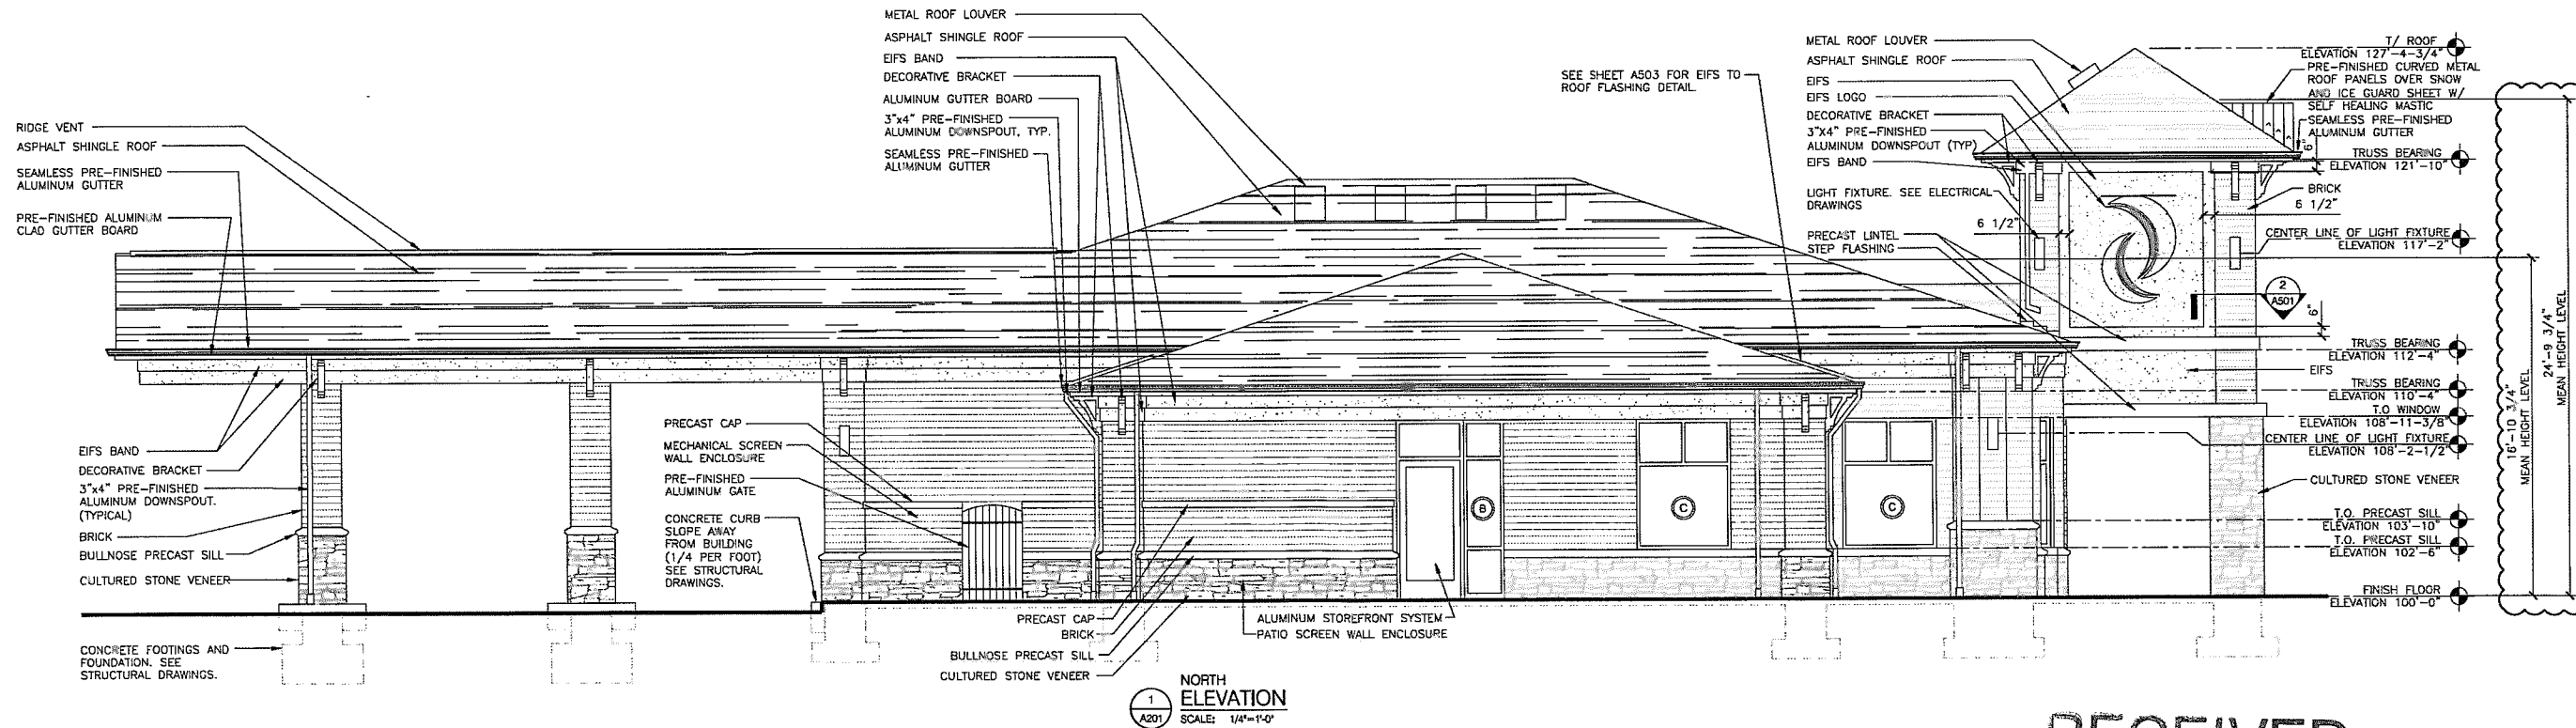 METAL ROOF LOUVER
ASPHALT SHINGLE ROOF
EIFS BAND
DECORATIVE BRACKET
ALUMINUM GUTTER BOARD
3"x4" PRE-FINISHED
ALUMINUM DOWNSPOUT, TYP.
SEAMLESS PRE-FINISHED
ALUMINUM GUTTER
RIDGE VENT
ASPHALT SHINGLE ROOF
SEAMLESS PRE-FINISHED
ALUMINUM GUTTER
PRE-FINISHED ALUMINUM
CLAD GUTTER BOARD
SEE SHEET A503 FOR EIFS TO
ROOF FLASHING DETAIL.
METAL ROOF LOUVER
ASPHALT SHINGLE ROOF
EIFS
EIFS LOGO
DECORATIVE BRACKET
3"X4" PRE-FINISHED
ALUMINUM DOWNSPOUT (TYP)
EIFS BAND
LIGHT FIXTURE. SEE ELECTRICAL
DRAWINGS
6 1/2"
PRECAST LINTEL
STEP FLASHING
T/ ROOF
ELEVATION 127'-4-3/4"
PRE-FINISHED CURVED METAL
ROOF PANELS OVER SNOW
AND ICE GUARD SHEET W/
SELF HEALING MASTIC
SEAMLESS PRE-FINISHED
ALUMINUM GUTTER
6"
TRUSS BEARING
ELEVATION 121'-10"
BRICK
6 1/2"
CENTER LINE OF LIGHT FIXTURE
ELEVATION 117'-2"
2
A501
6"
TRUSS BEARING
ELEVATION 112'-4"
EIFS
TRUSS BEARING
ELEVATION 110'-4"
T.O WINDOW
ELEVATION 108'-11-3/8"
CENTER LINE OF LIGHT FIXTURE
ELEVATION 108'-2-1/2"
CULTURED STONE VENEER
T.O. PRECAST SILL
ELEVATION 103'-10"
T.O. PRECAST SILL
ELEVATION 102'-6"
FINISH FLOOR
ELEVATION 100'-0"
16'-10 3/4"
MEAN HEIGHT LEVEL
24'-9 3/4"
MEAN HEIGHT LEVEL
EIFS BAND
DECORATIVE BRACKET
3"x4" PRE-FINISHED
ALUMINUM DOWNSPOUT.
(TYPICAL)
BRICK
BULLNOSE PRECAST SILL
CULTURED STONE VENEER
CONCRETE FOOTINGS AND
FOUNDATION. SEE
STRUCTURAL DRAWINGS.
PRECAST CAP
MECHANICAL SCREEN
WALL ENCLOSURE
PRE-FINISHED
ALUMINUM GATE
CONCRETE CURB
SLOPE AWAY
FROM BUILDING
(1/4 PER FOOT)
SEE STRUCTURAL
DRAWINGS.
B
C
C
PRECAST CAP
BRICK
BULLNOSE PRECAST SILL
CULTURED STONE VENEER
ALUMINUM STOREFRONT SYSTEM
PATIO SCREEN WALL ENCLOSURE
1
A201
NORTH
ELEVATION
SCALE: 1/4"=1'-0"
RECEIVED